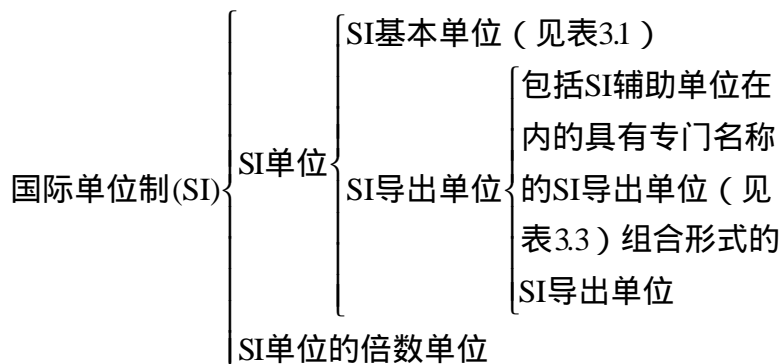 SI基本单位（见表3.1）
包括SI辅助单位在
内的具有专门名称
国际单位制(SI) SI单位 SI导出单位 的SI导出单位（见
表3.3）组合形式的
SI导出单位
SI单位的倍数单位